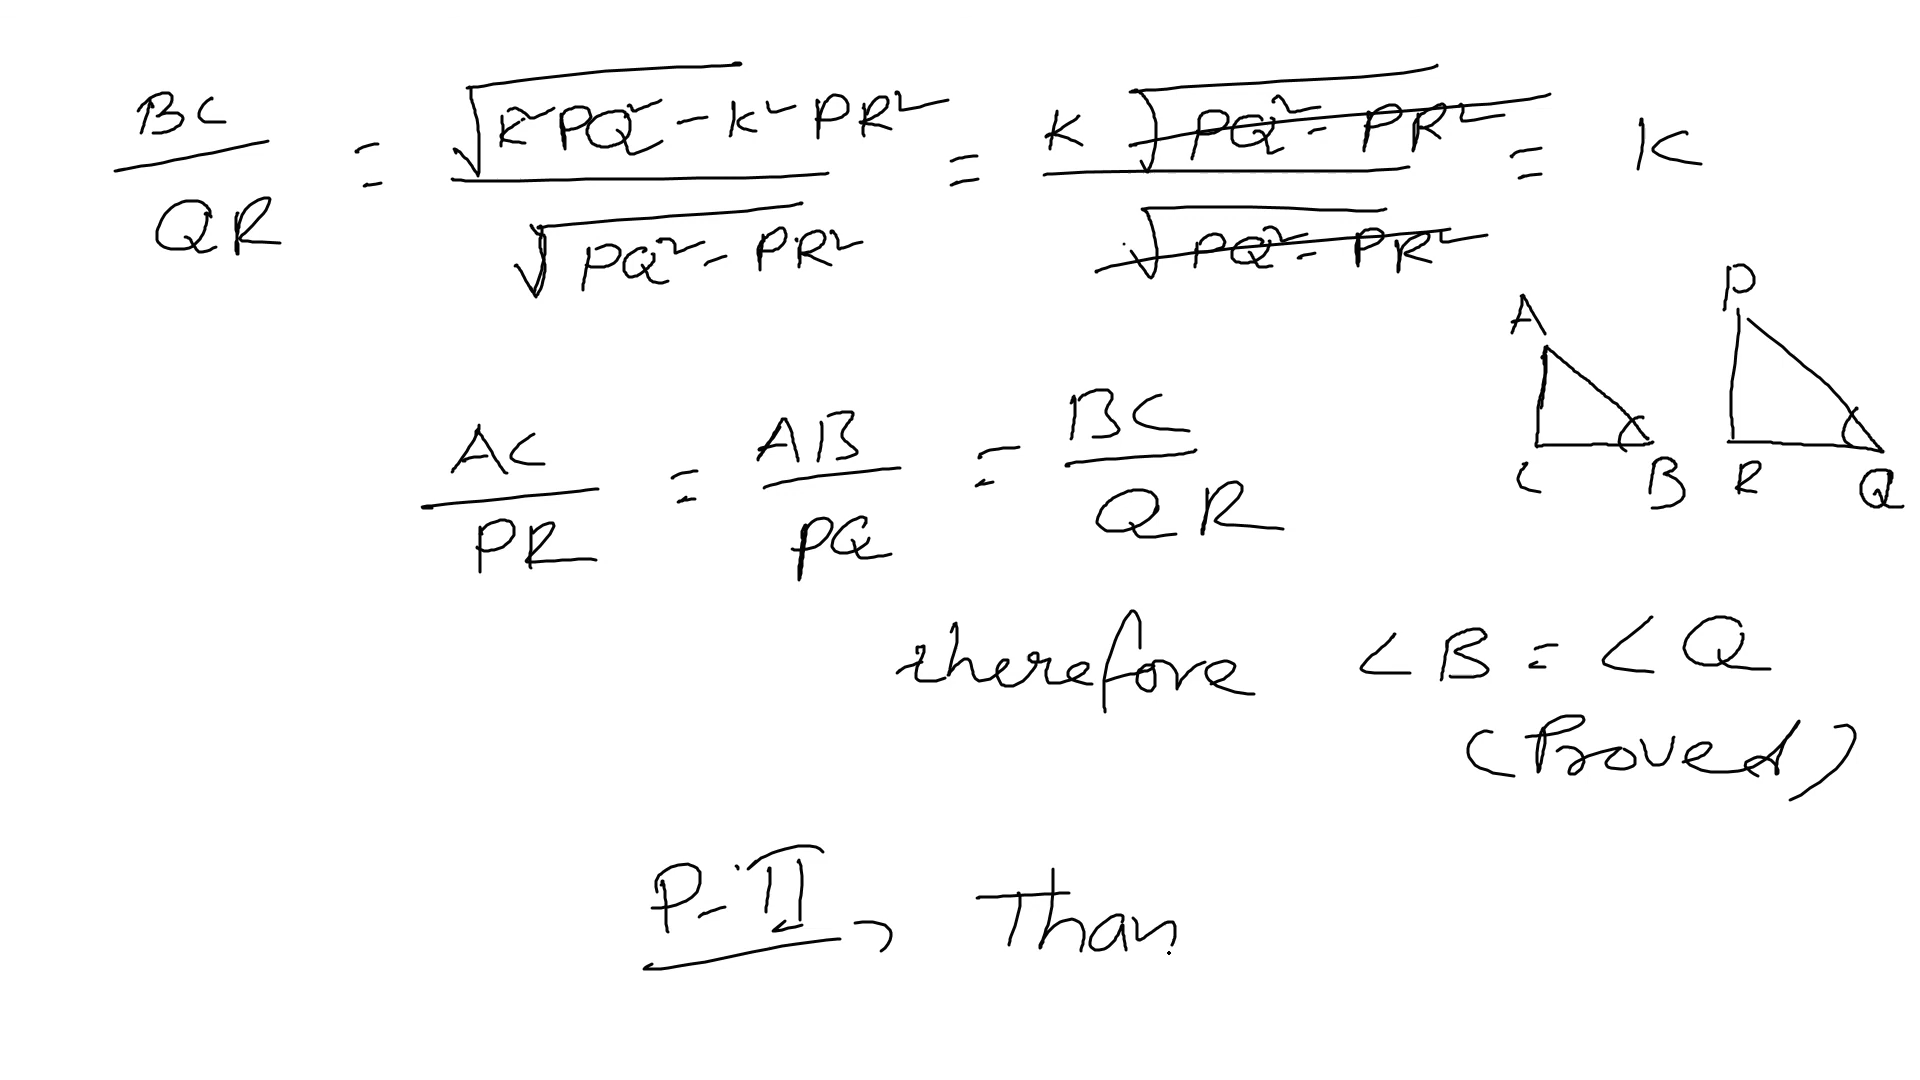 BC/QR = √(K²PQ² - K²PR²)/√(PQ² - PR²) = K√(PQ² - PR²)/√(PQ² - PR²) = K
A
P
C B R Q
AC/PR = AB/PQ = BC/QR
therefore ∠B = ∠Q
(Proved)
P-II, Than